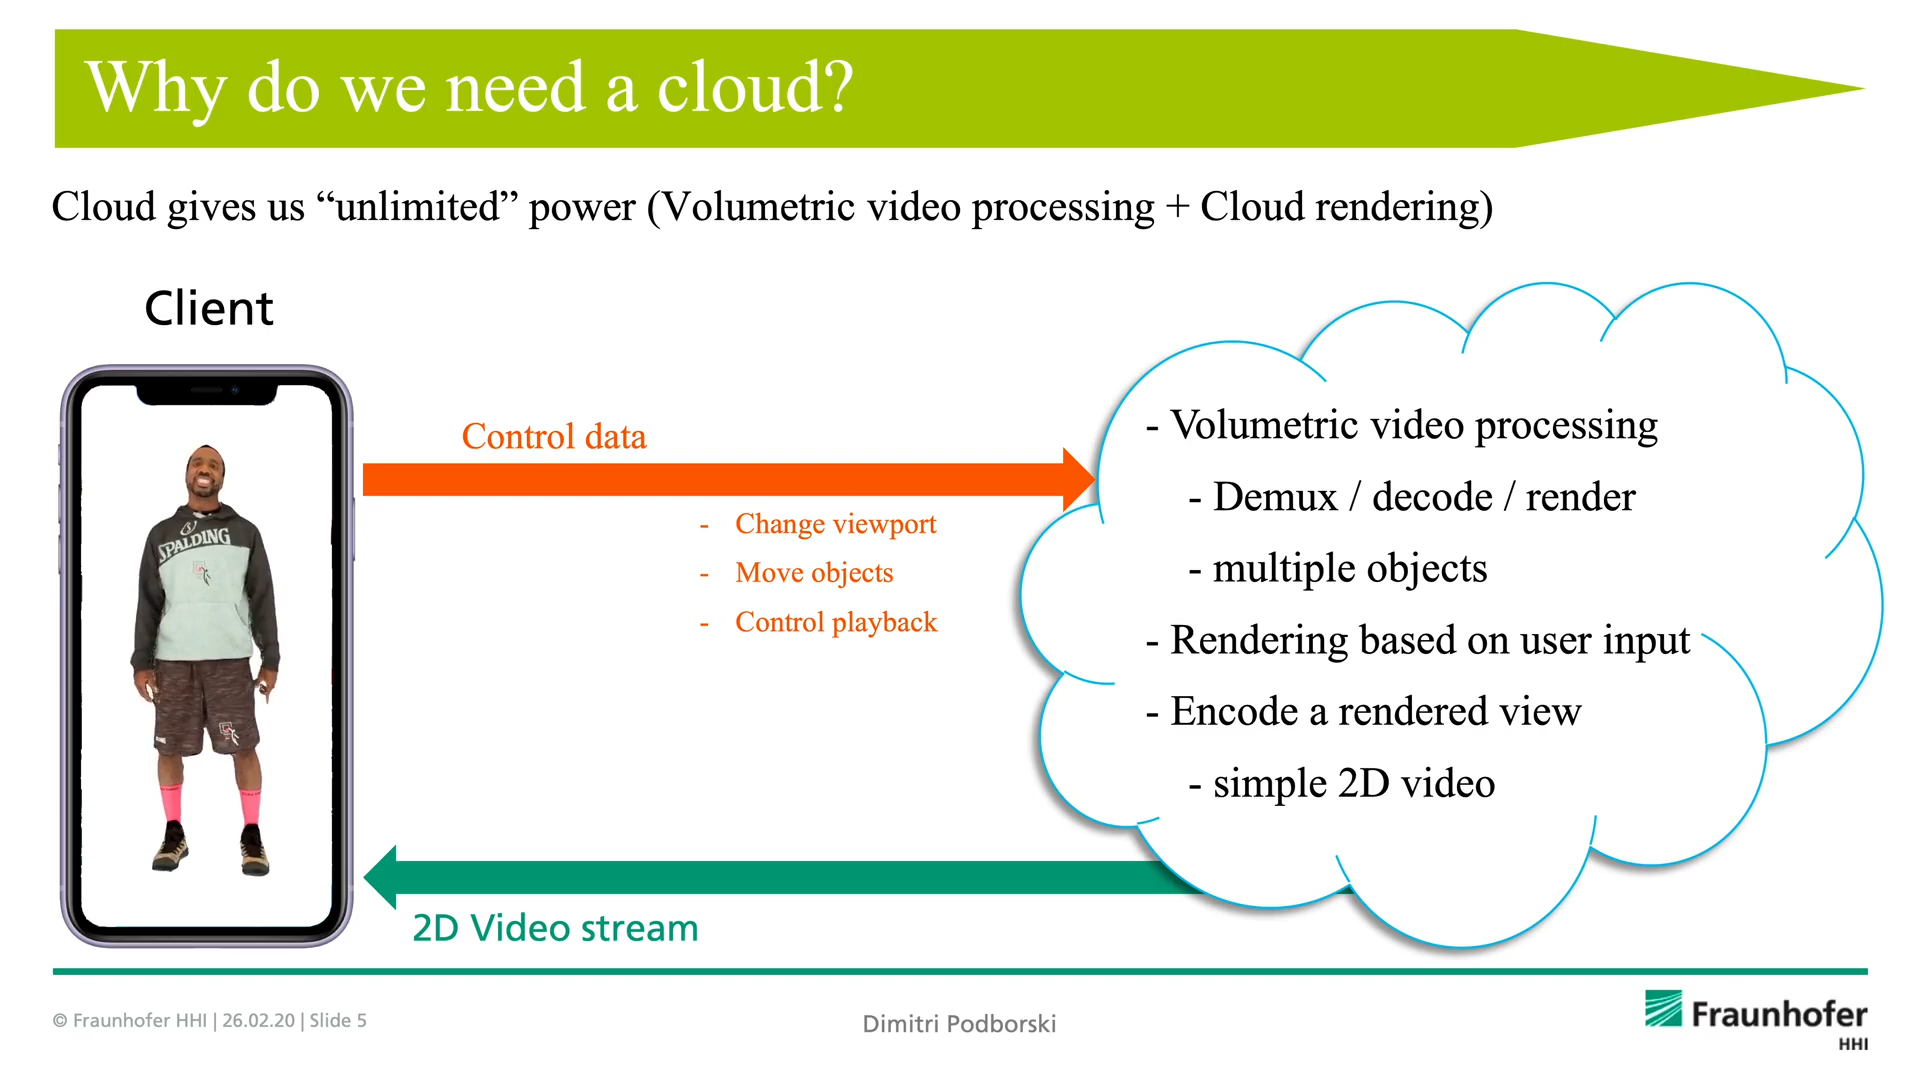 Why do we need a cloud?
Cloud gives us “unlimited” power (Volumetric video processing + Cloud rendering)
Client
SPALDING
Control data
- Change viewport
- Move objects
- Control playback
- Volumetric video processing
- Demux / decode / render
- multiple objects
- Rendering based on user input
- Encode a rendered view
- simple 2D video
2D Video stream
© Fraunhofer HHI | 26.02.20 | Slide 5
Dimitri Podborski
Fraunhofer
HHI